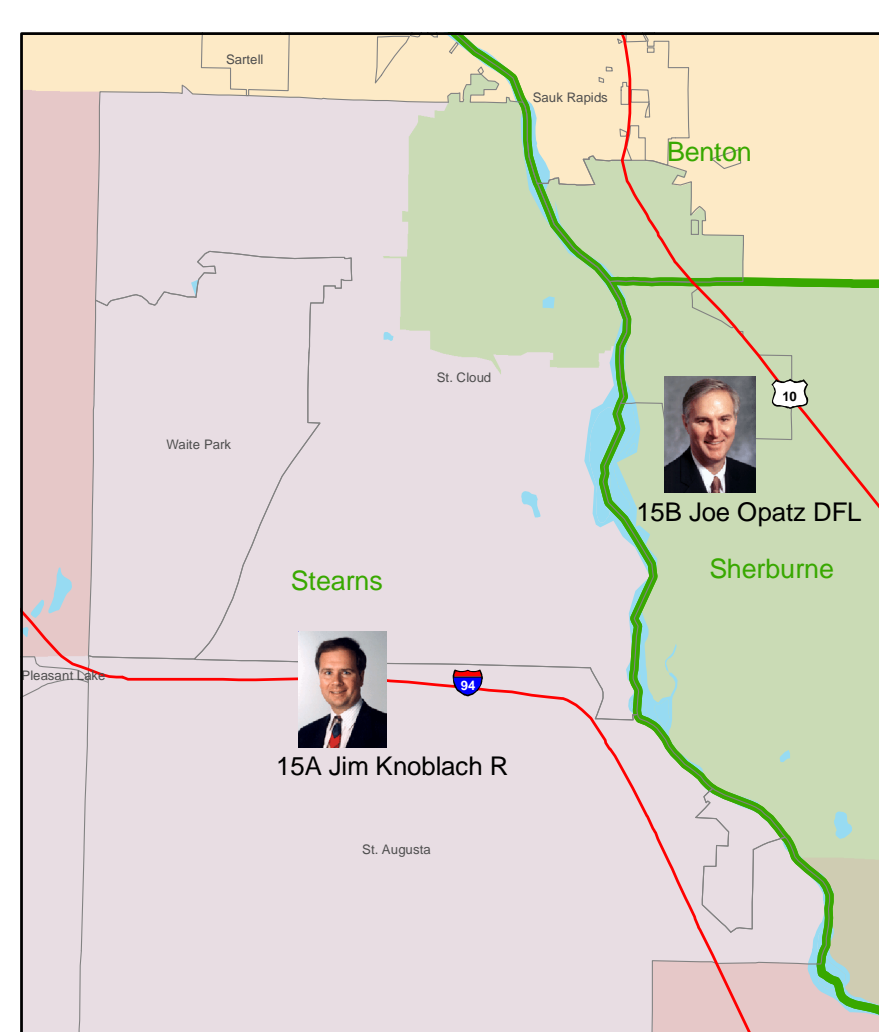 Sartell
Sauk Rapids
Benton
St. Cloud
10
Waite Park
15B Joe Opatz DFL
Sherburne
Stearns
Pleasant Lake
94
15A Jim Knoblach R
St. Augusta